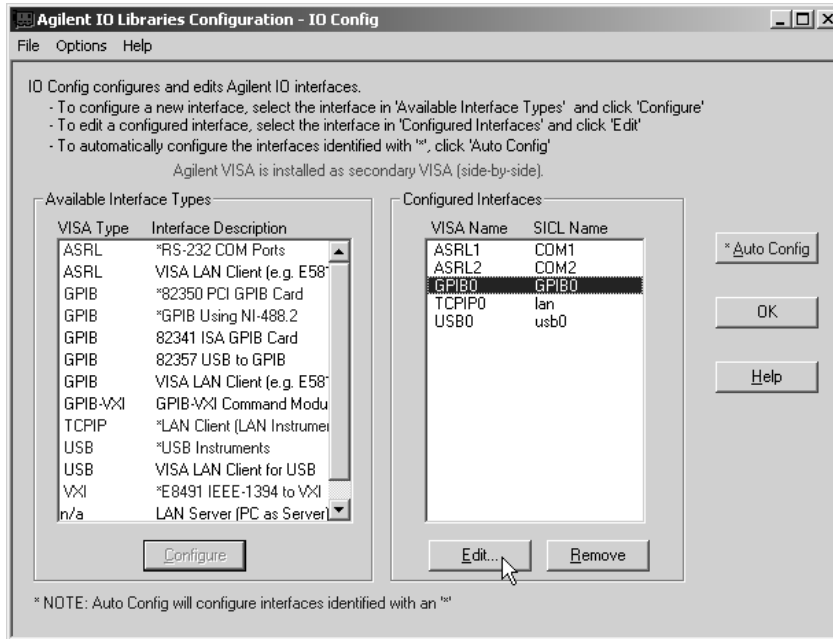 Agilent IO Libraries Configuration - IO Config
File Options Help
IO Config configures and edits Agilent IO interfaces.
- To configure a new interface, select the interface in 'Available Interface Types' and click 'Configure'
- To edit a configured interface, select the interface in 'Configured Interfaces' and click 'Edit'
- To automatically configure the interfaces identified with '*', click 'Auto Config'
Agilent VISA is installed as secondary VISA (side-by-side).
Available Interface Types
VISA Type Interface Description
ASRL *RS-232 COM Ports
ASRL VISA LAN Client (e.g. E581
GPIB *82350 PCI GPIB Card
GPIB *GPIB Using NI-488.2
GPIB 82341 ISA GPIB Card
GPIB 82357 USB to GPIB
GPIB VISA LAN Client (e.g. E581
GPIB-VXI GPIB-VXI Command Modu
TCPIP *LAN Client (LAN Instrumen
USB *USB Instruments
USB VISA LAN Client for USB
VXI *E8491 IEEE-1394 to VXI
n/a LAN Server (PC as Server)
Configure
Configured Interfaces
VISA Name SICL Name
ASRL1 COM1
ASRL2 COM2
GPIB0 GPIB0
TCPIP0 lan
USB0 usb0
Edit... Remove
* Auto Config
OK
Help
* NOTE: Auto Config will configure interfaces identified with an '*'